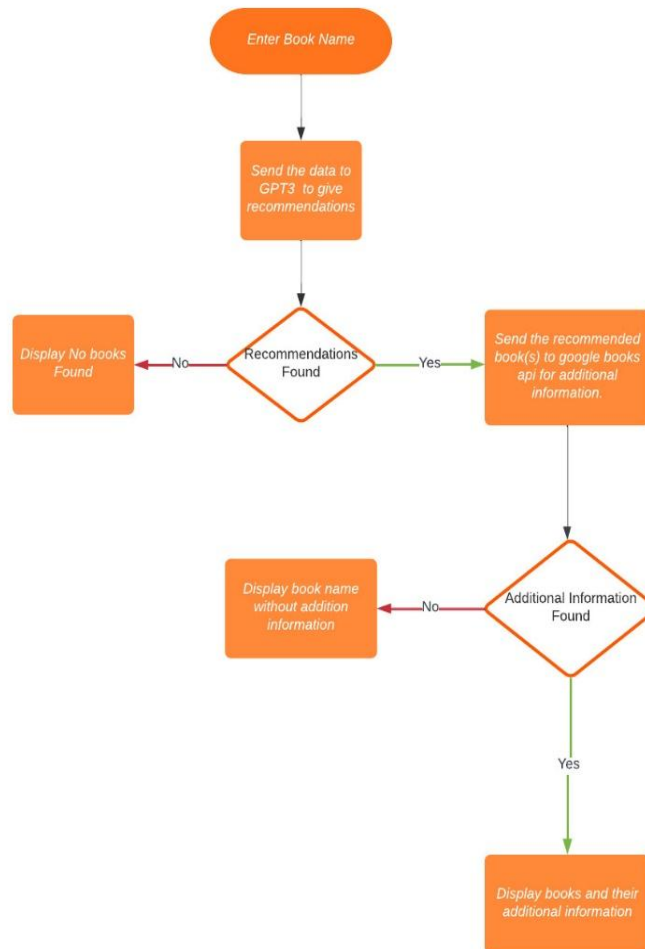 Enter Book Name
Send the data to
GPT3 to give
recommendations
Display No books
Found
No
Recommendations
Found
Yes
Send the recommended
book(s) to google books
api for additional
information.
Display book name
without addition
information
No
Additional Information
Found
Yes
Display books and their
additional information